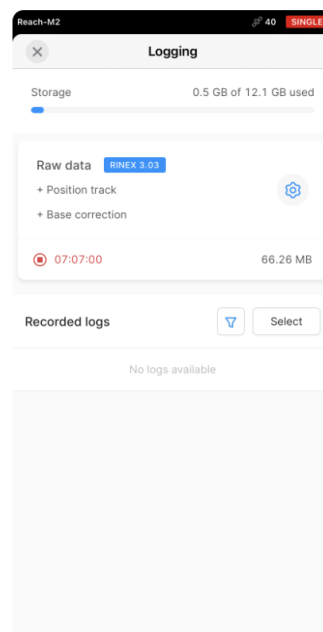 Reach-M2 40 SINGLE
Logging
Storage 0.5 GB of 12.1 GB used
Raw data RINEX 3.03
+ Position track
+ Base correction
07:07:00 66.26 MB
Recorded logs Select
No logs available